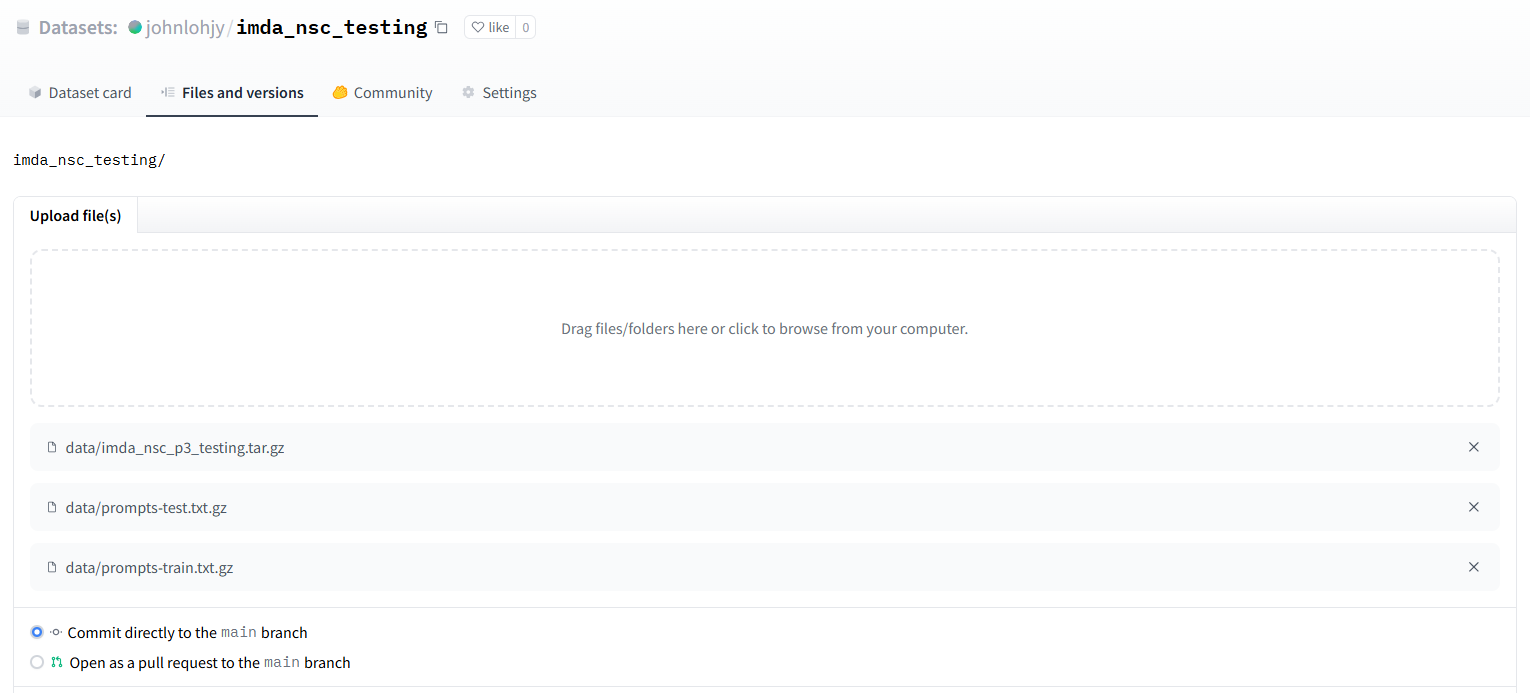 Datasets: johnlohjy/imda_nsc_testing like 0
Dataset card Files and versions Community Settings
imda_nsc_testing/
Upload file(s)
Drag files/folders here or click to browse from your computer.
data/imda_nsc_p3_testing.tar.gz
data/prompts-test.txt.gz
data/prompts-train.txt.gz
Commit directly to the main branch
Open as a pull request to the main branch